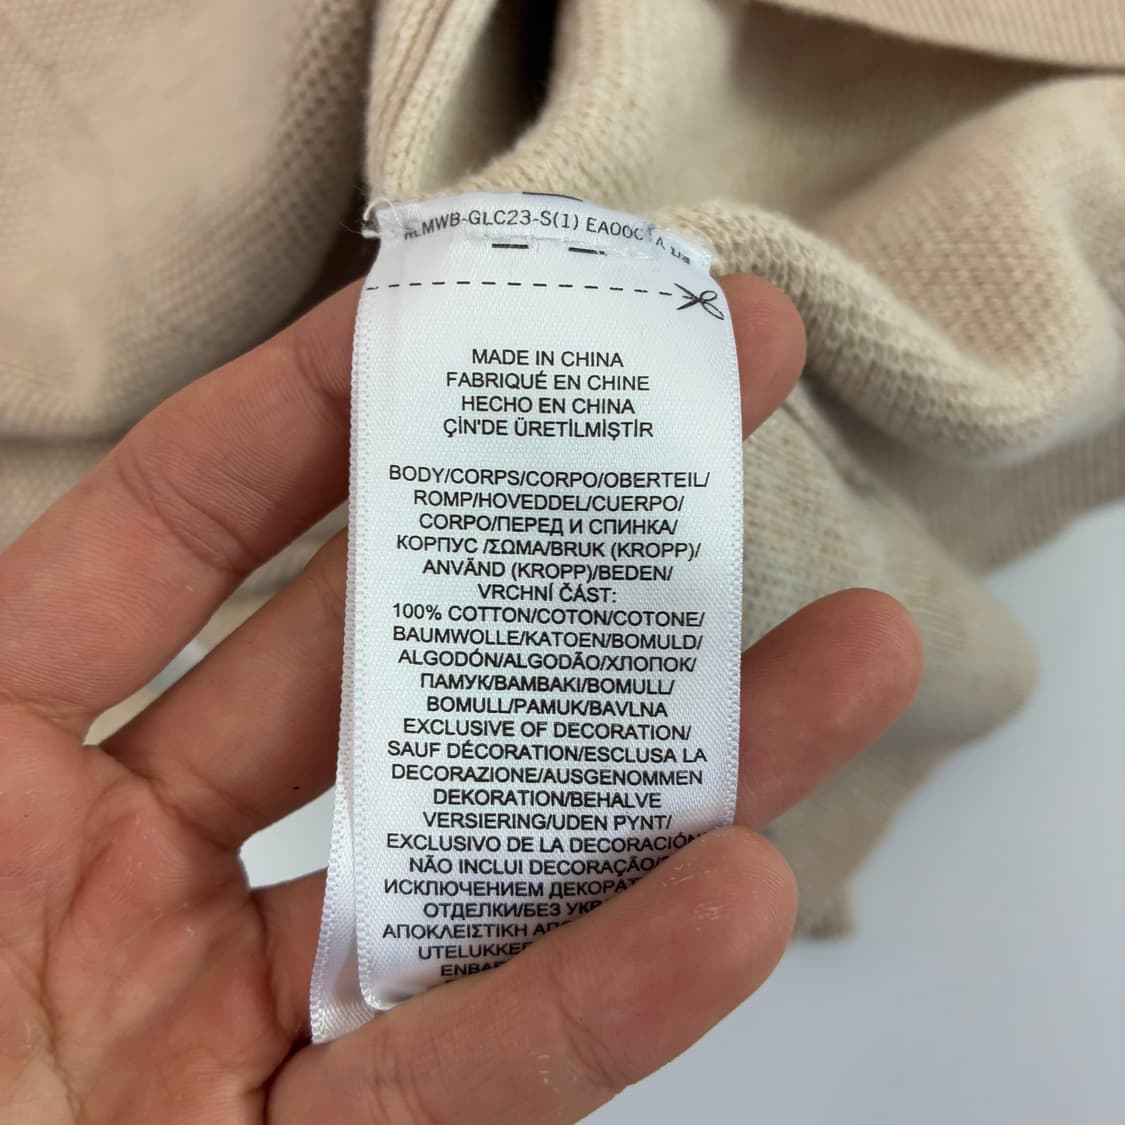 MWB-GLC23-S(1)
MADE IN CHINA
FABRIQUÉ EN CHINE
HECHO EN CHINA
ÇİN'DE ÜRETİLMİŞTİR
BODY/CORPS/CORPO/OBERTEIL/
ROMP/HOVEDDEL/CUERPO/
CORPO/ПЕРЕД И СПИНКА/
КОРПУС /ΣΩΜΑ/BRUK (KROPP)/
ANVÄND (KROPP)/BEDEN/
VRCHNÍ ČÁST:
100% COTTON/COTON/COTONE/
BAUMWOLLE/KATOEN/BOMULD/
ALGODÓN/ALGODÃO/ХЛОПОК/
ПАМУК/ΒΑΜΒΑΚΙ/BOMULL/
BOMULL/PAMUK/BAVLNA
EXCLUSIVE OF DECORATION/
SAUF DÉCORATION/ESCLUSA LA
DECORAZIONE/AUSGENOMMEN
DEKORATION/BEHALVE
VERSIERING/UDEN PYNT/
EXCLUSIVO DE LA DECORACIÓN
NÃO INCLUI DECORAÇÃO/
ИСКЛЮЧЕНИЕМ
ОТДЕЛКИ/БЕЗ
ΑΠΟΚΛΕΙΣΤΙΚΗ